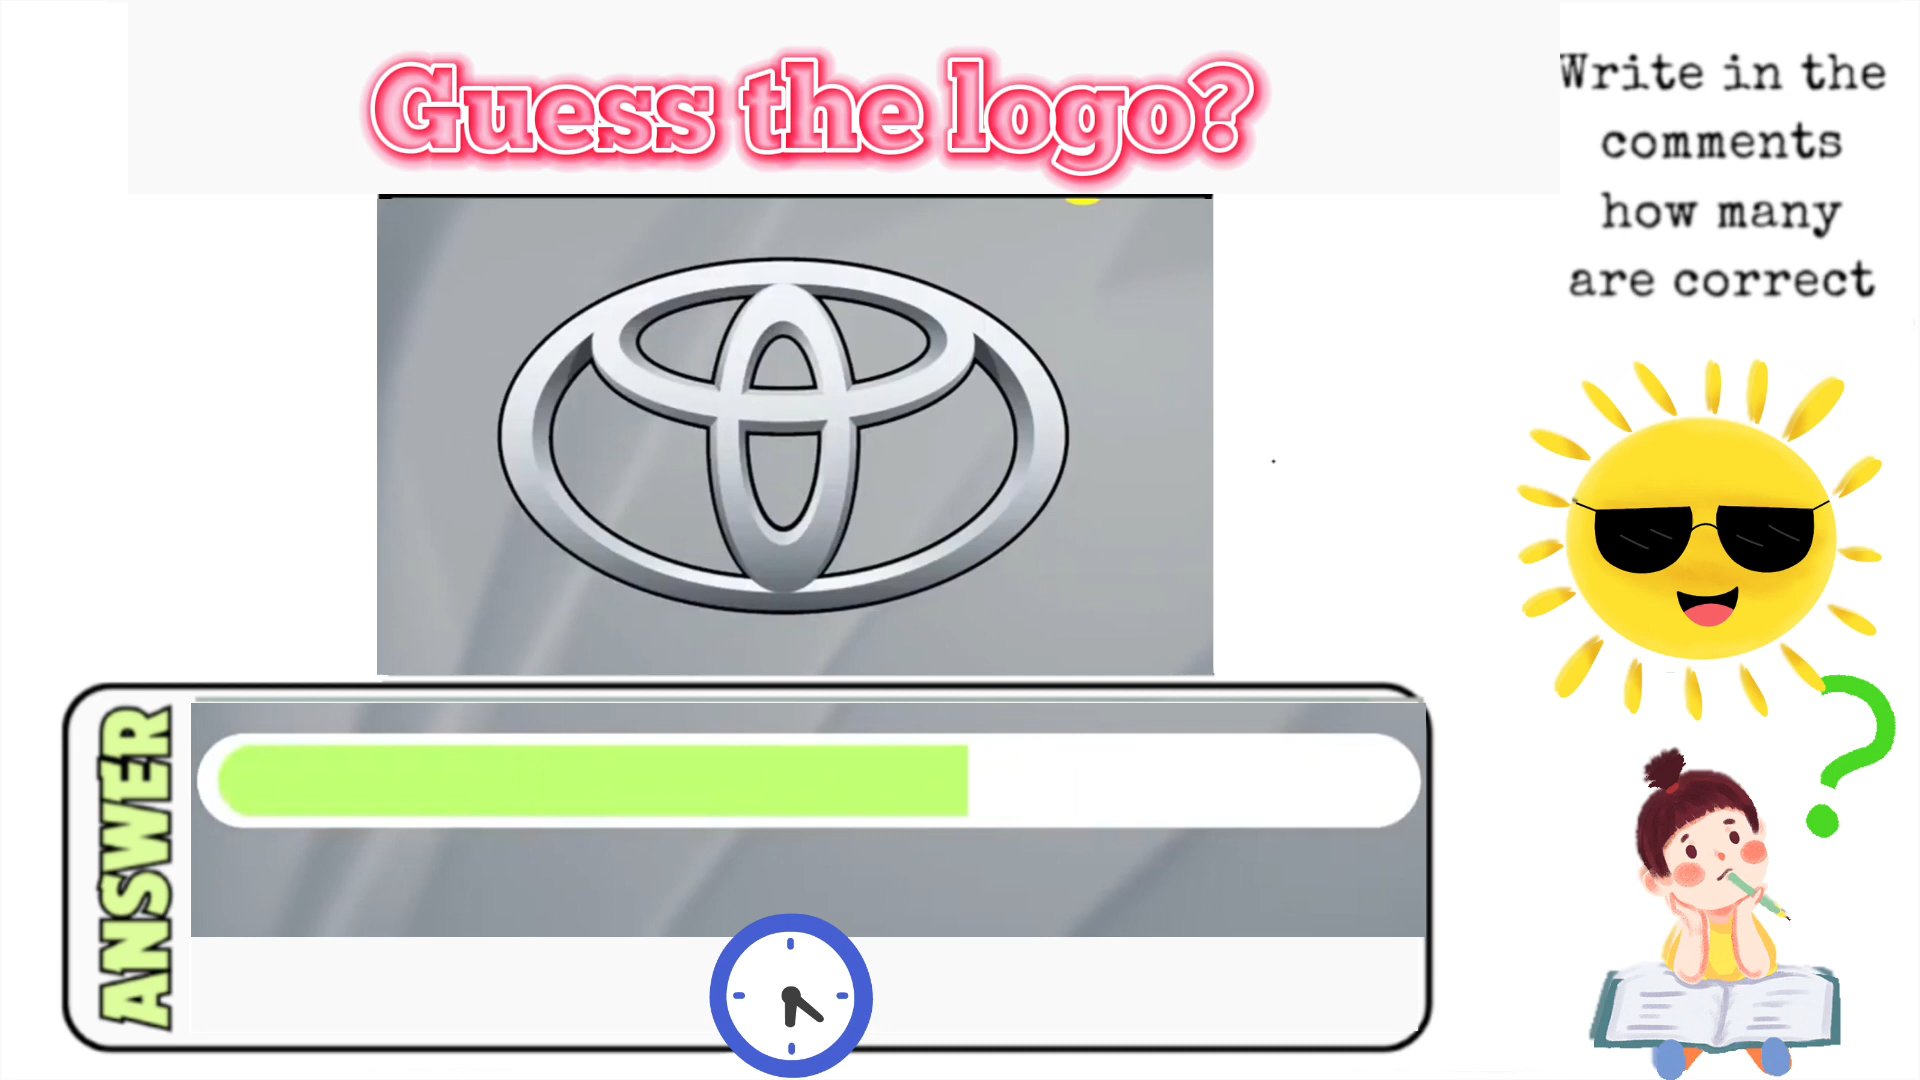 Guess the logo?
Write in the
comments
how many
are correct
ANSWER